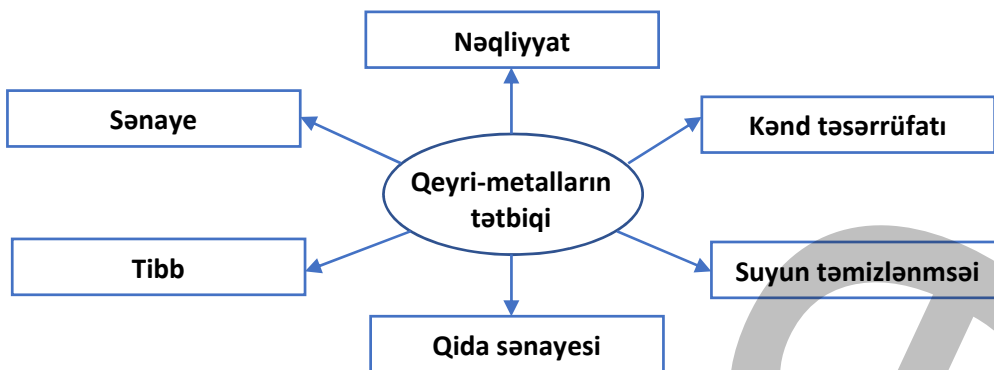 Nəqliyyat
Sənaye
Kənd təsərrüfatı
Qeyri-metalların
tətbiqi
Tibb
Suyun təmizlənmsəi
Qida sənayesi